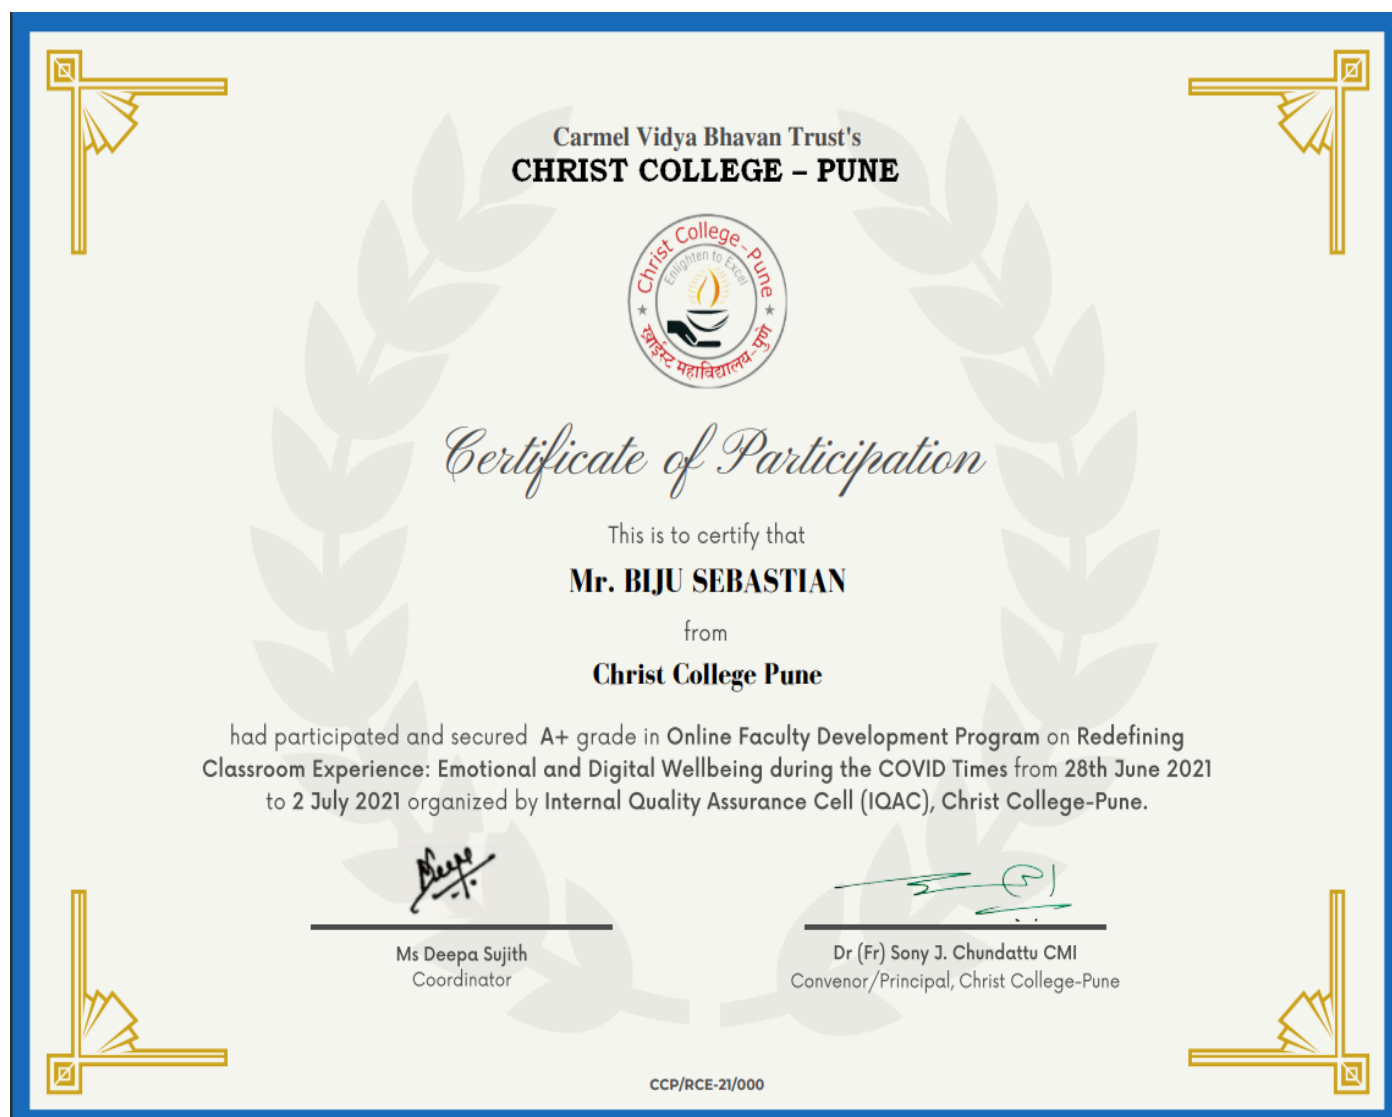 Carmel Vidya Bhavan Trust's
CHRIST COLLEGE – PUNE
Christ College-Pune
Enlighten to Excel
ख्राईस्ट महाविद्यालय-पुणे
Certificate of Participation
This is to certify that
Mr. BIJU SEBASTIAN
from
Christ College Pune
had participated and secured A+ grade in Online Faculty Development Program on Redefining
Classroom Experience: Emotional and Digital Wellbeing during the COVID Times from 28th June 2021
to 2 July 2021 organized by Internal Quality Assurance Cell (IQAC), Christ College-Pune.
Ms Deepa Sujith
Coordinator
Dr (Fr) Sony J. Chundattu CMI
Convenor/Principal, Christ College-Pune
CCP/RCE-21/000